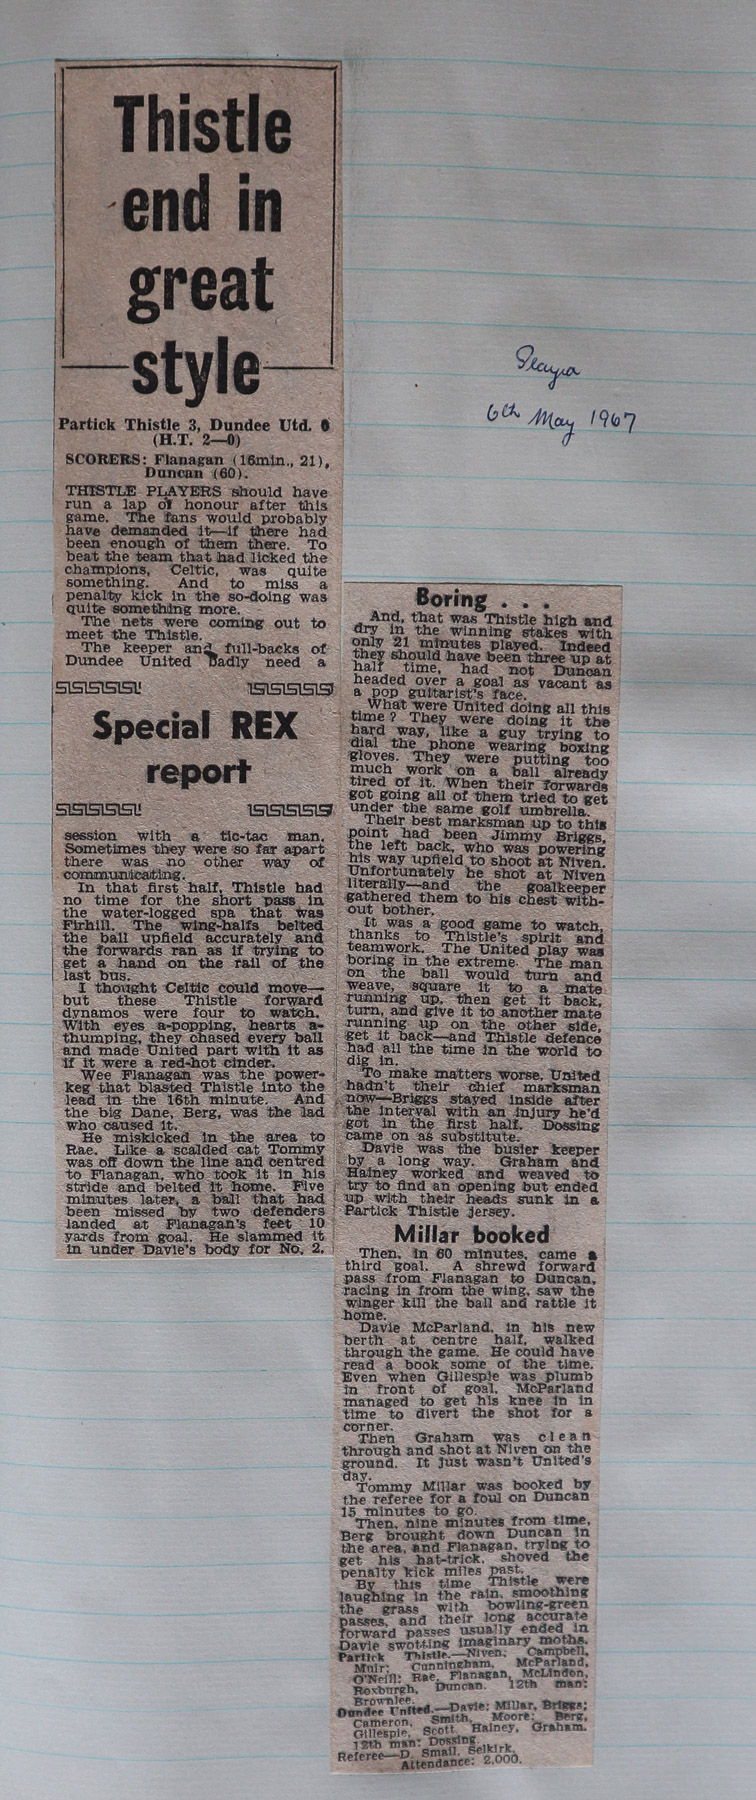 Thistle
end in
great
style
Partick Thistle 3, Dundee Utd. 0
(H.T. 2—0)
SCORERS: Flanagan (16min., 21),
Duncan (60).
THISTLE PLAYERS should have
run a lap of honour after this
game. The fans would probably
have demanded it—if there had
been enough of them there. To
beat the team that had licked the
champions, Celtic, was quite
something. And to miss a
penalty kick in the so-doing was
quite something more.
The nets were coming out to
meet the Thistle.
The keeper and full-backs of
Dundee United badly need a
Special REX
report
session with a tic-tac man.
Sometimes they were so far apart
there was no other way of
communicating.
In that first half, Thistle had
no time for the short pass in
the water-logged spa that was
Firhill. The wing-halfs belted
the ball upfield accurately and
the forwards ran as if trying to
get a hand on the rail of the
last bus.
I thought Celtic could move—
but these Thistle forward
dynamos were four to watch.
With eyes a-popping, hearts a-
thumping, they chased every ball
and made United part with it as
if it were a red-hot cinder.
Wee Flanagan was the power-
keg that blasted Thistle into the
lead in the 16th minute. And
the big Dane, Berg, was the lad
who caused it.
He miskicked in the area to
Rae. Like a scalded cat Tommy
was off down the line and centred
to Flanagan, who took it in his
stride and belted it home. Five
minutes later, a ball that had
been missed by two defenders
landed at Flanagan's feet 10
yards from goal. He slammed it
in under Davie's body for No. 2.
6th May 1967
Boring . . .
And, that was Thistle high and
dry in the winning stakes with
only 21 minutes played. Indeed
they should have been three up at
half time, had not Duncan
headed over a goal as vacant as
a pop guitarist's face.
What were United doing all this
time? They were doing it the
hard way, like a guy trying to
dial the phone wearing boxing
gloves. They were putting too
much work on a ball already
tired of it. When their forwards
got going all of them tried to get
under the same golf umbrella.
Their best marksman up to this
point had been Jimmy Briggs,
the left back, who was powering
his way upfield to shoot at Niven.
Unfortunately he shot at Niven
literally—and the goalkeeper
gathered them to his chest with-
out bother.
It was a good game to watch,
thanks to Thistle's spirit and
teamwork. The United play was
boring in the extreme. The man
on the ball would turn and
weave, square it to a mate
running up, then get it back,
turn, and give it to another mate
running up on the other side,
get it back—and Thistle defence
had all the time in the world to
dig in.
To make matters worse, United
hadn't their chief marksman
now—Briggs stayed inside after
the interval with an injury he'd
got in the first half. Dossing
came on as substitute.
Davie was the busier keeper
by a long way. Graham and
Hainey worked and weaved to
try to find an opening but ended
up with their heads sunk in a
Partick Thistle jersey.
Millar booked
Then, in 60 minutes, came a
third goal. A shrewd forward
pass from Flanagan to Duncan,
racing in from the wing, saw the
winger kill the ball and rattle it
home.
Davie McParland, in his new
berth at centre half, walked
through the game. He could have
read a book some of the time.
Even when Gillespie was plumb
in front of goal, McParland
managed to get his knee in in
time to divert the shot for a
corner.
Then Graham was clean
through and shot at Niven on the
ground. It just wasn't United's
day.
Tommy Millar was booked by
the referee for a foul on Duncan
15 minutes to go.
Then, nine minutes from time,
Berg brought down Duncan in
the area, and Flanagan, trying to
get his hat-trick, shoved the
penalty kick miles past.
By this time Thistle were
laughing in the rain, smoothing
the grass with bowling-green
passes, and their long accurate
forward passes usually ended in
Davie swotting imaginary moths.
Partick Thistle.—Niven; Campbell,
Muir; Cunningham, McParland,
O'Neill; Rae, Flanagan, McLindon,
Roxburgh, Duncan. 12th man:
Brownlee.
Dundee United.—Davie; Millar, Briggs;
Cameron, Smith, Moore; Berg,
Gillespie, Scott, Hainey, Graham.
12th man: Dossing.
Referee—D. Small, Selkirk.
Attendance: 2,000.